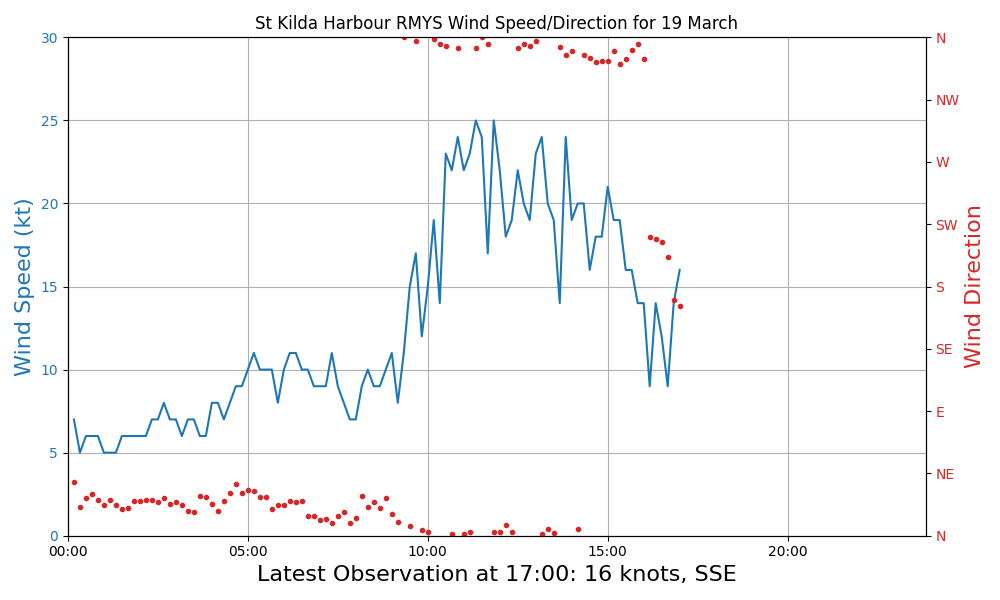 St Kilda Harbour RMYS Wind Speed/Direction for 19 March
30
25
20
15
10
5
0
Wind Speed (kt)
N
NW
W
SW
S
SE
E
NE
N
Wind Direction
00:00 05:00 10:00 15:00 20:00
Latest Observation at 17:00: 16 knots, SSE